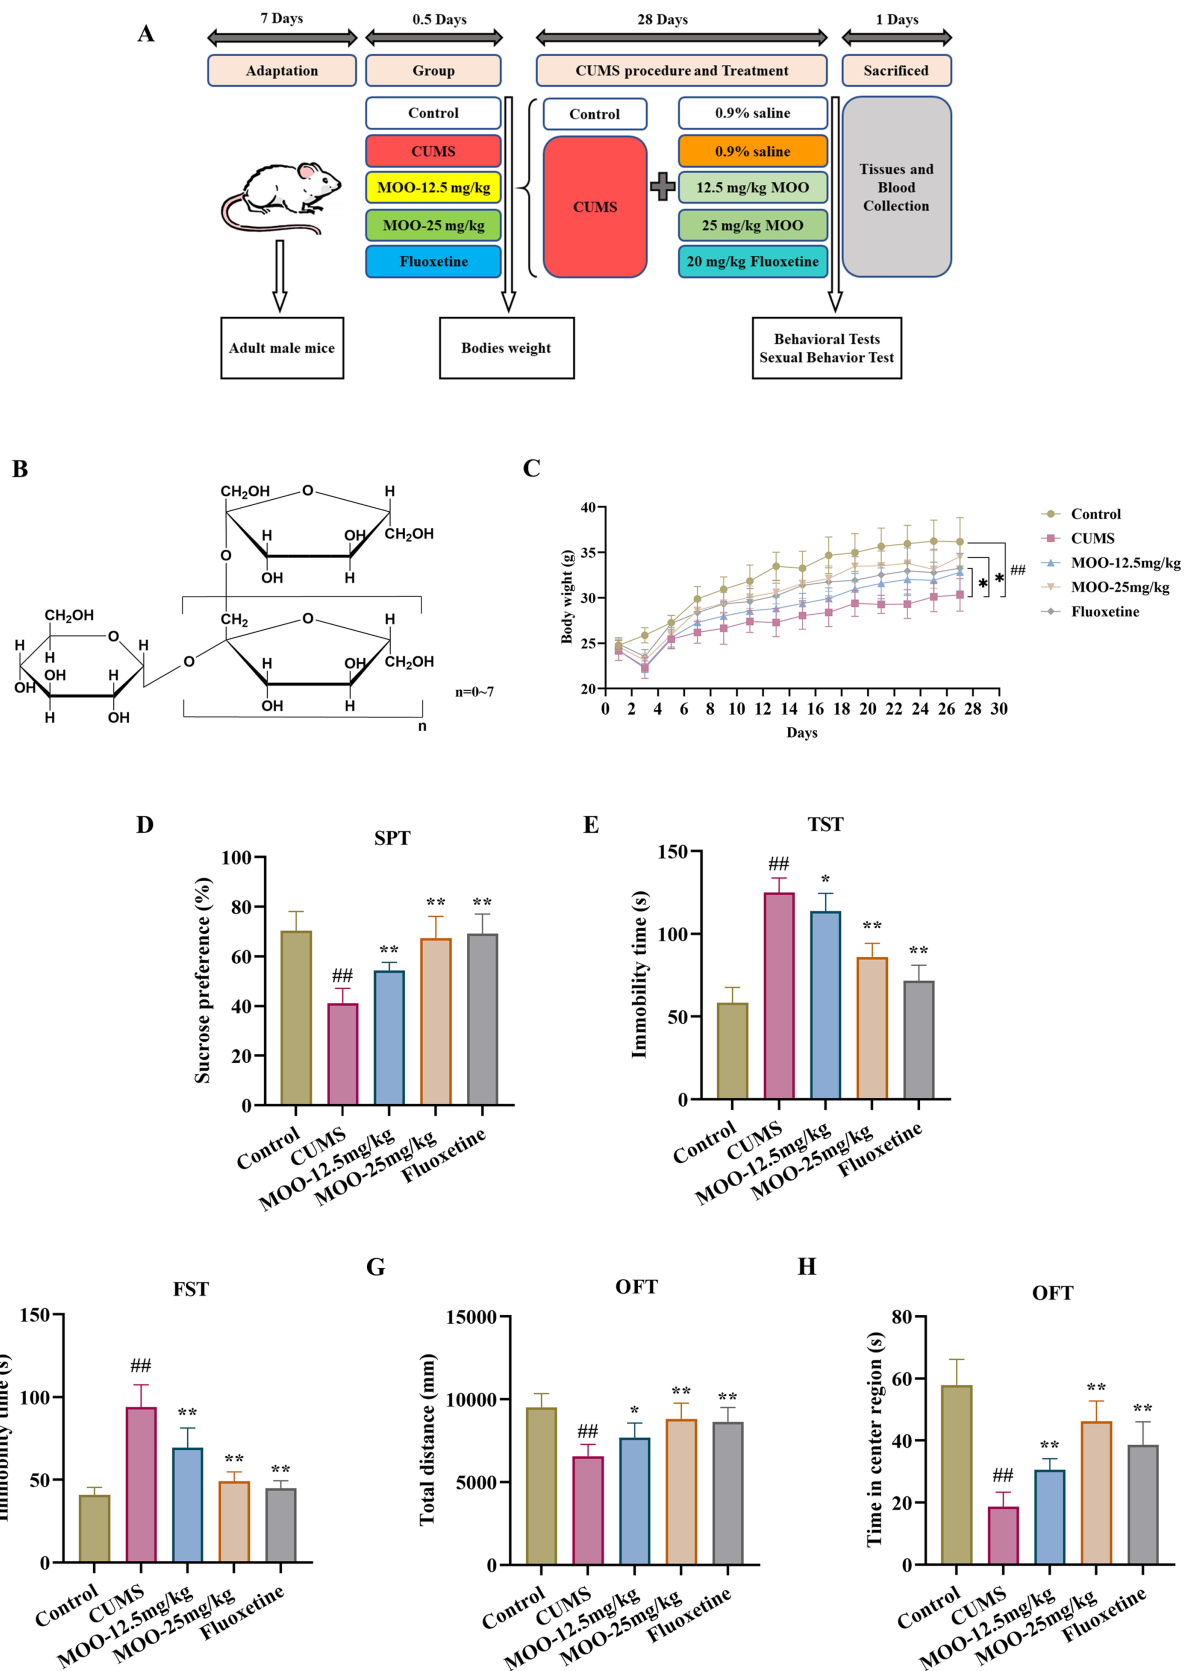 A
7 Days
0.5 Days
28 Days
1 Day
Adaptation
Group
CUMS procedure and Treatment
Sacrificed
Control
CUMS
MOO-12.5 mg/kg
MOO-25 mg/kg
Fluoxetine
Control
CUMS
0.9% saline
0.9% saline
12.5 mg/kg MOO
25 mg/kg MOO
20 mg/kg Fluoxetine
Tissues and
Blood
Collection
Adult male mice
Bodies weight
Behavioral Tests
Sexual Behavior Test
B
CH2OH
O
H
H
OH
CH2OH
O
OH
H
CH2OH
CH2
O
H
O
H
H
H
OH
CH2OH
H
OH
H
O
OH
H
OH
H
OH
n=0~7
n
C
40
35
30
25
20
Body wight (g)
0 2 4 6 8 10 12 14 16 18 20 22 24 26 28 30
Days
* * ##
Control
CUMS
MOO-12.5mg/kg
MOO-25mg/kg
Fluoxetine
D
SPT
Sucrose preference (%)
100
80
60
40
20
0
## ** ** **
Control
CUMS
MOO-12.5mg/kg
MOO-25mg/kg
Fluoxetine
E
TST
Immobility time (s)
150
100
50
0
## * ** **
Control
CUMS
MOO-12.5mg/kg
MOO-25mg/kg
Fluoxetine
FST
Immobility time (s)
150
100
50
0
## ** ** **
Control
CUMS
MOO-12.5mg/kg
MOO-25mg/kg
Fluoxetine
G
OFT
Total distance (mm)
15000
10000
5000
0
## * ** **
Control
CUMS
MOO-12.5mg/kg
MOO-25mg/kg
Fluoxetine
H
OFT
Time in center region (s)
80
60
40
20
0
## ** ** **
Control
CUMS
MOO-12.5mg/kg
MOO-25mg/kg
Fluoxetine